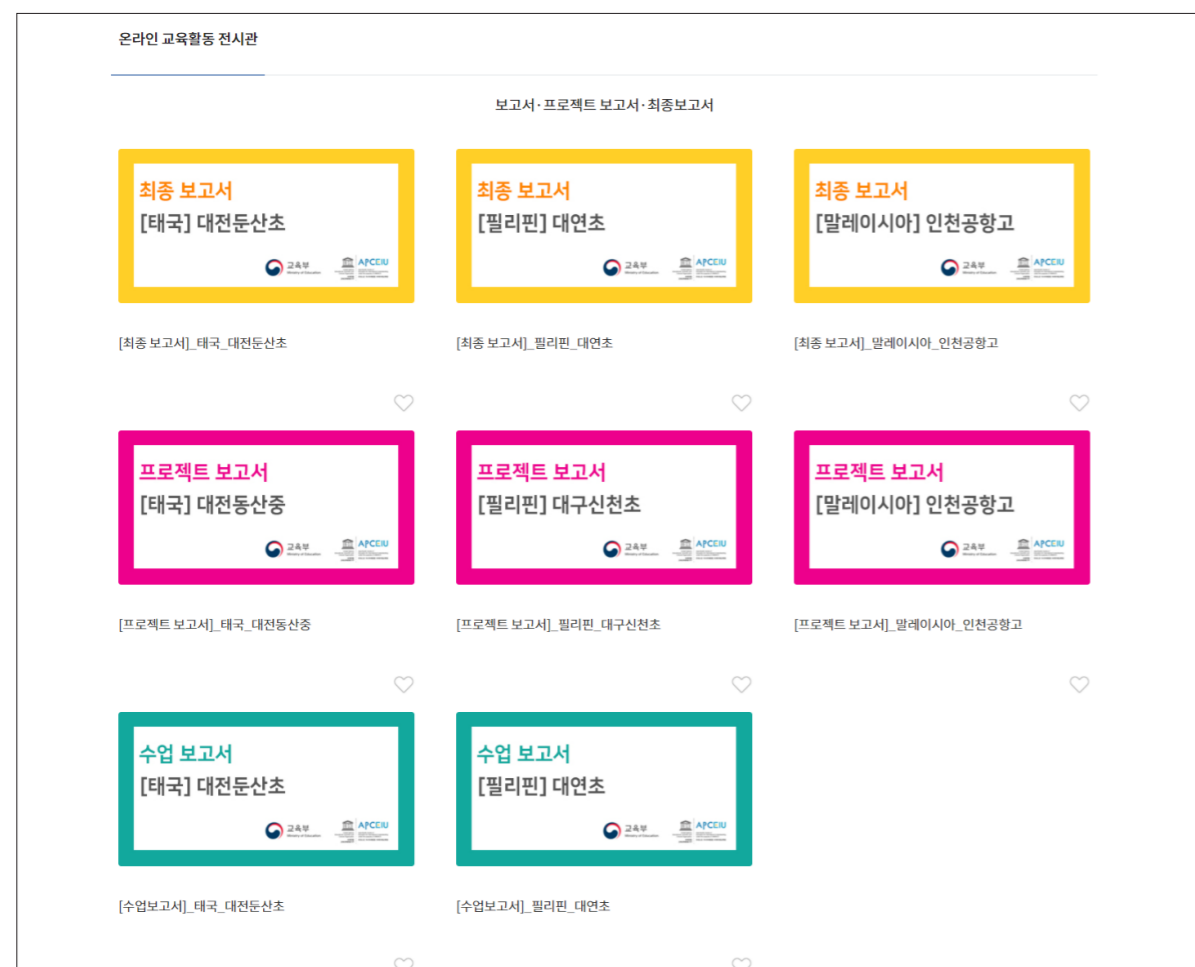 온라인 교육활동 전시관
보고서·프로젝트 보고서·최종보고서
최종 보고서
[태국] 대전둔산초
교육부
APCEIU
최종 보고서
[필리핀] 대연초
교육부
APCEIU
최종 보고서
[말레이시아] 인천공항고
교육부
APCEIU
[최종 보고서]_태국_대전둔산초
[최종 보고서]_필리핀_대연초
[최종 보고서]_말레이시아_인천공항고
프로젝트 보고서
[태국] 대전동산중
교육부
APCEIU
프로젝트 보고서
[필리핀] 대구신천초
교육부
APCEIU
프로젝트 보고서
[말레이시아] 인천공항고
교육부
APCEIU
[프로젝트 보고서]_태국_대전동산중
[프로젝트 보고서]_필리핀_대구신천초
[프로젝트 보고서]_말레이시아_인천공항고
수업 보고서
[태국] 대전둔산초
교육부
APCEIU
수업 보고서
[필리핀] 대연초
교육부
APCEIU
[수업보고서]_태국_대전둔산초
[수업보고서]_필리핀_대연초